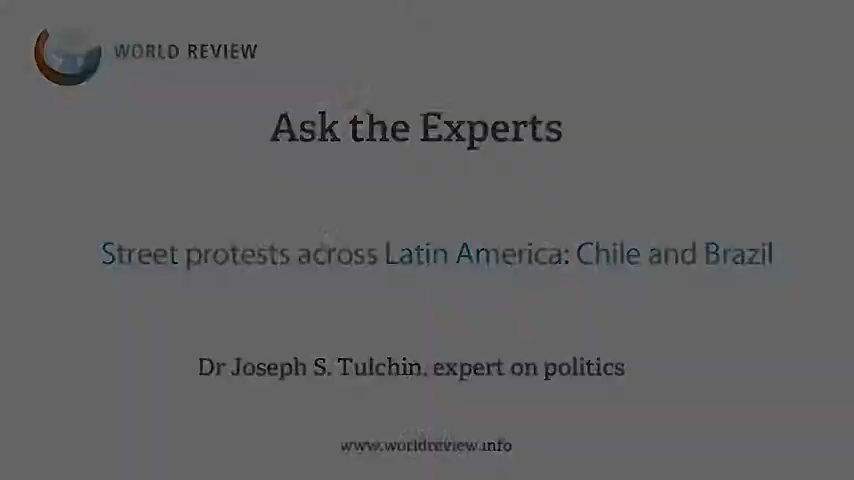 WORLD REVIEW
Ask the Experts
Street protests across Latin America: Chile and Brazil
Dr Joseph S. Tulchin, expert on politics
www.worldreview.info